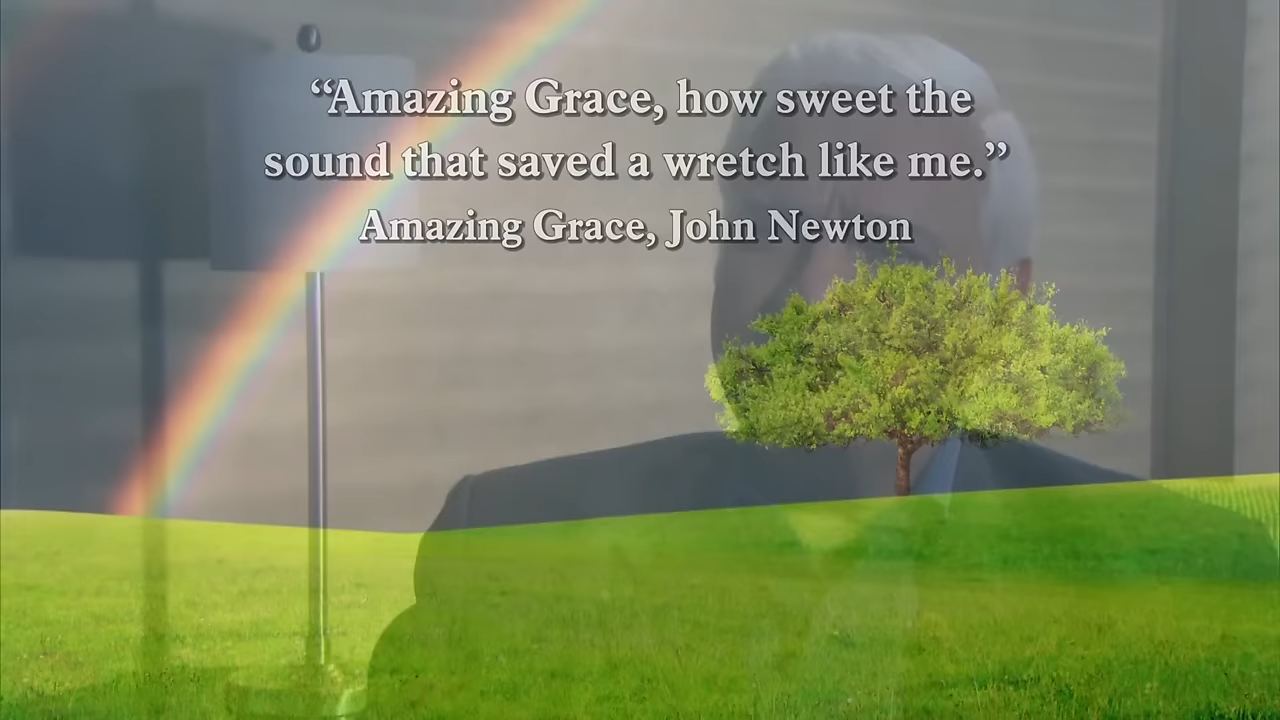 “Amazing Grace, how sweet the
sound that saved a wretch like me.”
Amazing Grace, John Newton